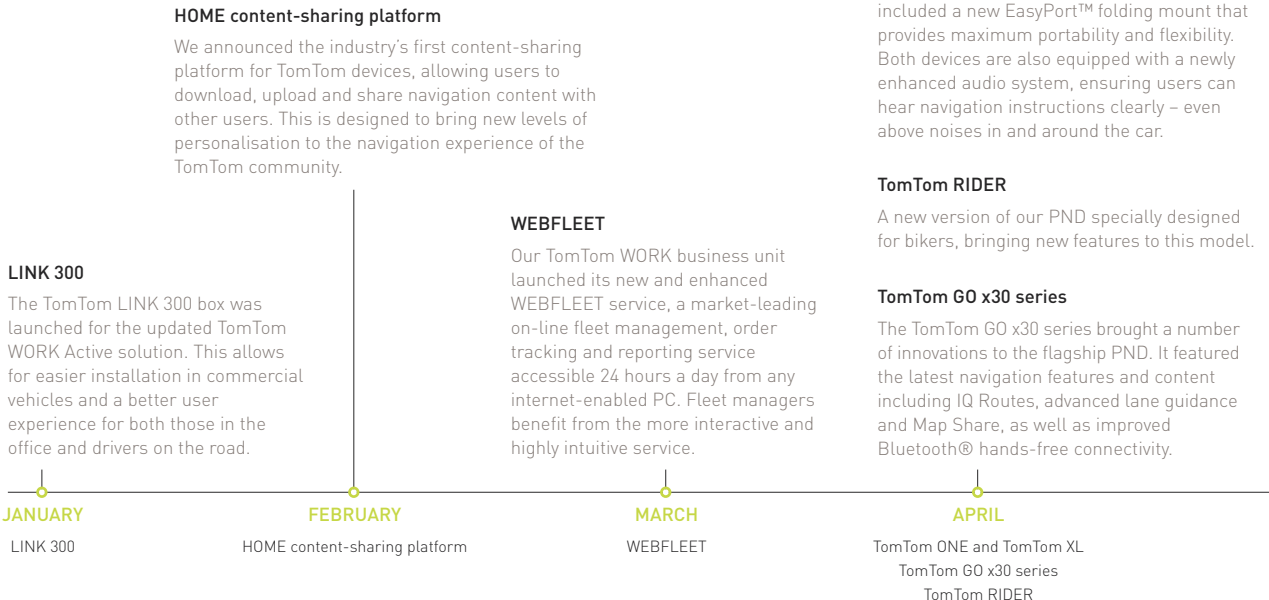 HOME content-sharing platform
We announced the industry's first content-sharing
platform for TomTom devices, allowing users to
download, upload and share navigation content with
other users. This is designed to bring new levels of
personalisation to the navigation experience of the
TomTom community.
LINK 300
The TomTom LINK 300 box was
launched for the updated TomTom
WORK Active solution. This allows
for easier installation in commercial
vehicles and a better user
experience for both those in the
office and drivers on the road.
WEBFLEET
Our TomTom WORK business unit
launched its new and enhanced
WEBFLEET service, a market-leading
on-line fleet management, order
tracking and reporting service
accessible 24 hours a day from any
internet-enabled PC. Fleet managers
benefit from the more interactive and
highly intuitive service.
included a new EasyPort™ folding mount that
provides maximum portability and flexibility.
Both devices are also equipped with a newly
enhanced audio system, ensuring users can
hear navigation instructions clearly – even
above noises in and around the car.
TomTom RIDER
A new version of our PND specially designed
for bikers, bringing new features to this model.
TomTom GO x30 series
The TomTom GO x30 series brought a number
of innovations to the flagship PND. It featured
the latest navigation features and content
including IQ Routes, advanced lane guidance
and Map Share, as well as improved
Bluetooth® hands-free connectivity.
JANUARY
LINK 300
FEBRUARY
HOME content-sharing platform
MARCH
WEBFLEET
APRIL
TomTom ONE and TomTom XL
TomTom GO x30 series
TomTom RIDER